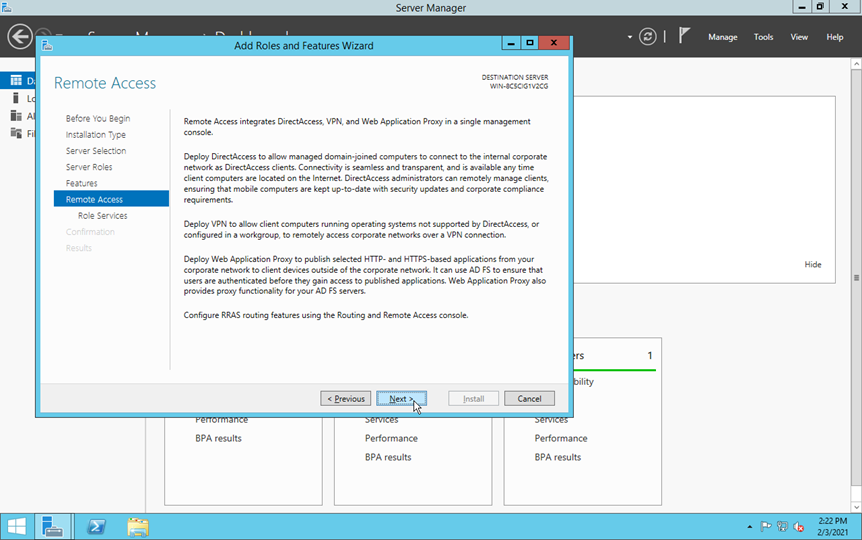 Server Manager
Manage
Tools
View
Help
Add Roles and Features Wizard
Remote Access
DESTINATION SERVER
WIN-8CSCIG1V2CG
Before You Begin
Installation Type
Server Selection
Server Roles
Features
Remote Access
Role Services
Confirmation
Results
Remote Access integrates DirectAccess, VPN, and Web Application Proxy in a single management
console.
Deploy DirectAccess to allow managed domain-joined computers to connect to the internal corporate
network as DirectAccess clients. Connectivity is seamless and transparent, and is available any time
client computers are located on the Internet. DirectAccess administrators can remotely manage clients,
ensuring that mobile computers are kept up-to-date with security updates and corporate compliance
requirements.
Deploy VPN to allow client computers running operating systems not supported by DirectAccess, or
configured in a workgroup, to remotely access corporate networks over a VPN connection.
Deploy Web Application Proxy to publish selected HTTP- and HTTPS-based applications from your
corporate network to client devices outside of the corporate network. It can use AD FS to ensure that
users are authenticated before they gain access to published applications. Web Application Proxy also
provides proxy functionality for your AD FS servers.
Configure RRAS routing features using the Routing and Remote Access console.
< Previous
Next >
Install
Cancel
Hide
ers 1
bility
Performance
BPA results
Services
Performance
BPA results
Services
Performance
BPA results
2:22 PM
2/3/2021